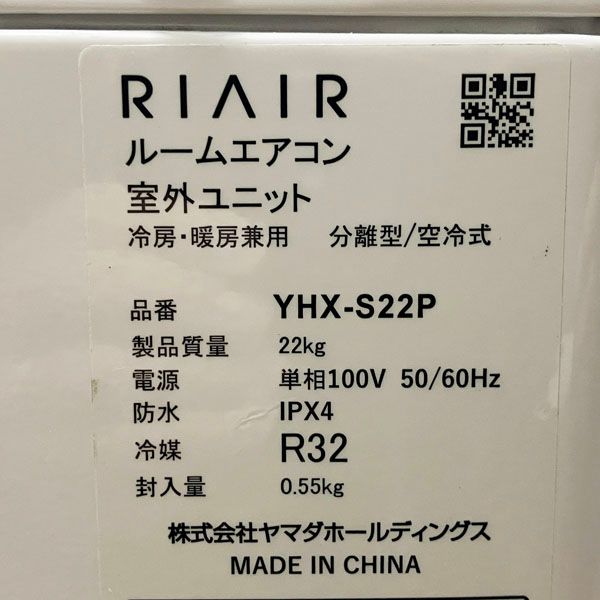 RIAIR
ルームエアコン
室外ユニット
冷房・暖房兼用 分離型/空冷式
品番 YHX-S22P
製品質量 22kg
電源 単相100V 50/60Hz
防水 IPX4
冷媒 R32
封入量 0.55kg
株式会社ヤマダホールディングス
MADE IN CHINA